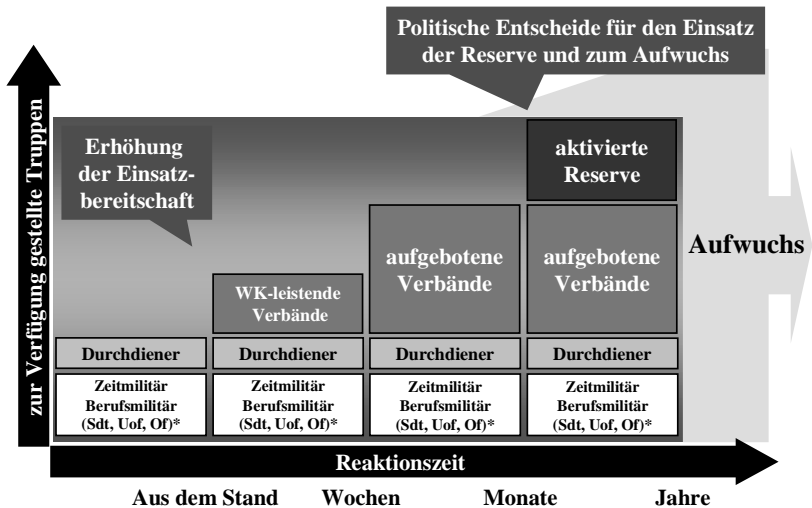 Politische Entscheide für den Einsatz
der Reserve und zum Aufwuchs
zur Verfügung gestellte Truppen
Erhöhung
der Einsatz-
bereitschaft
aktivierte
Reserve
WK-leistende
Verbände
aufgebotene
Verbände
aufgebotene
Verbände
Aufwuchs
Durchdiener
Durchdiener
Durchdiener
Durchdiener
Zeitmilitär
Berufsmilitär
(Sdt, Uof, Of)*
Zeitmilitär
Berufsmilitär
(Sdt, Uof, Of)*
Zeitmilitär
Berufsmilitär
(Sdt, Uof, Of)*
Zeitmilitär
Berufsmilitär
(Sdt, Uof, Of)*
Reaktionszeit
Aus dem Stand Wochen Monate Jahre